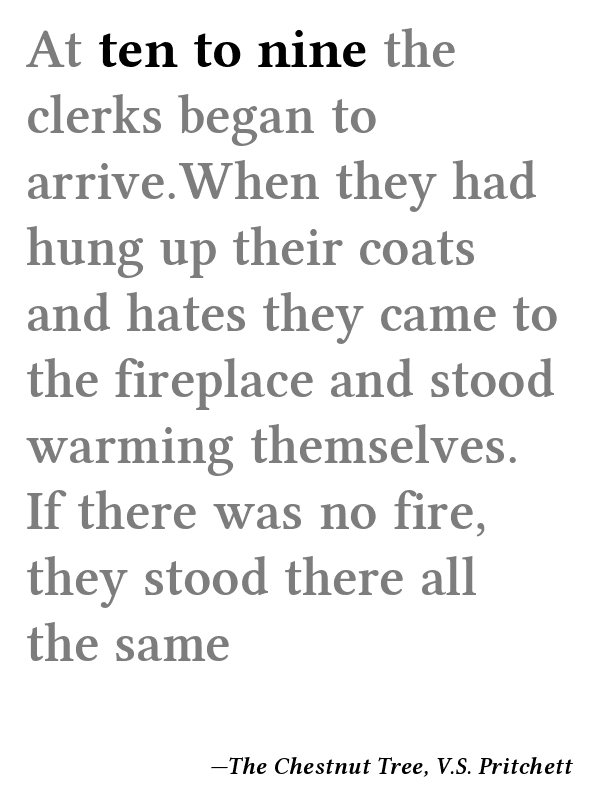 At ten to nine the
clerks began to
arrive.When they had
hung up their coats
and hates they came to
the fireplace and stood
warming themselves.
If there was no fire,
they stood there all
the same
—The Chestnut Tree, V.S. Pritchett